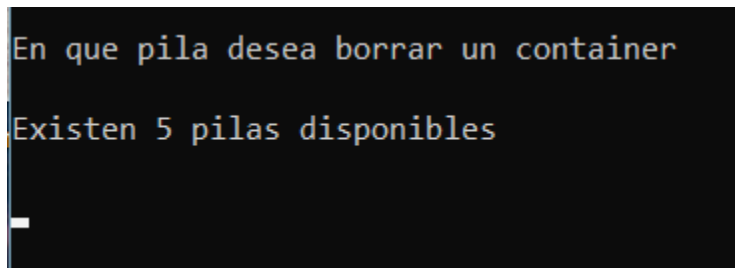 En que pila desea borrar un container
Existen 5 pilas disponibles